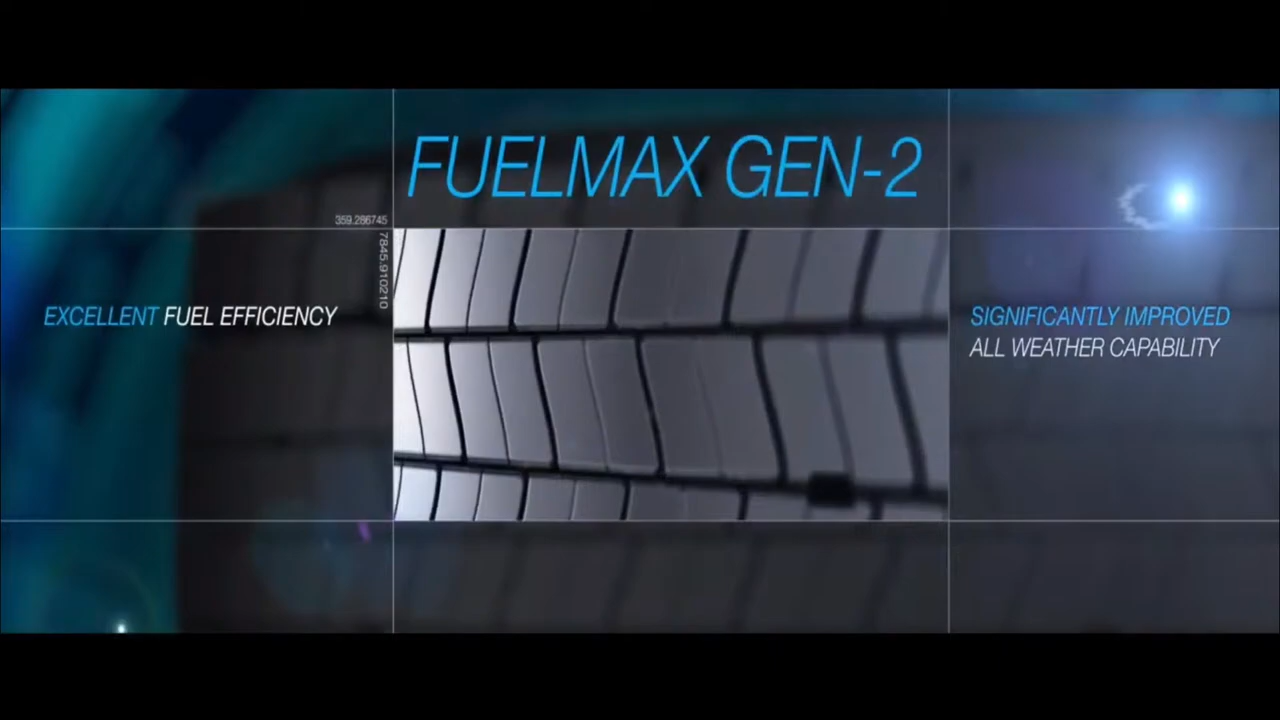 FUELMAX GEN-2
359.286745
7845.910210
EXCELLENT FUEL EFFICIENCY
SIGNIFICANTLY IMPROVED
ALL WEATHER CAPABILITY